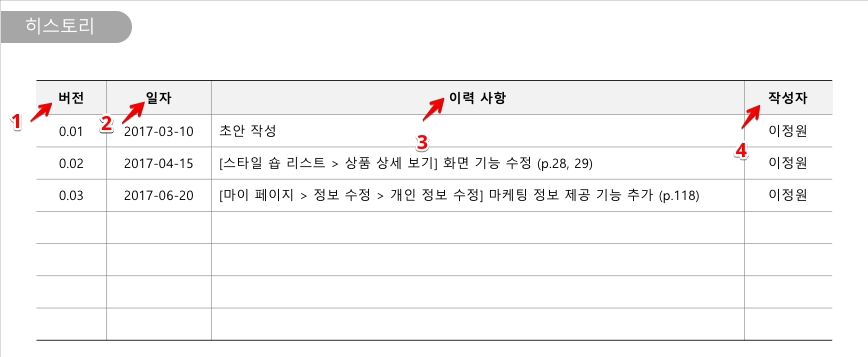 히스토리
버전 일자 이력 사항 작성자
1 2 3 4
0.01 2017-03-10 초안 작성 이정원
0.02 2017-04-15 [스타일 숍 리스트 > 상품 상세 보기] 화면 기능 수정 (p.28, 29) 이정원
0.03 2017-06-20 [마이 페이지 > 정보 수정 > 개인 정보 수정] 마케팅 정보 제공 기능 추가 (p.118) 이정원